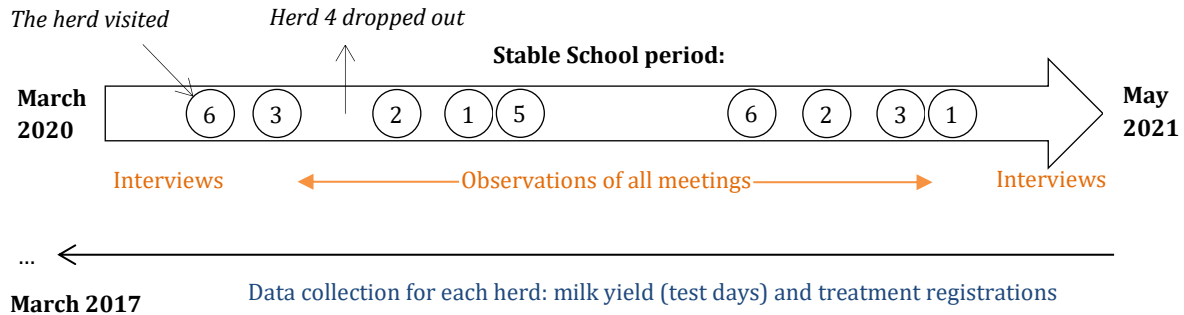 The herd visited
Herd 4 dropped out
Stable School period:
March
2020
6 3 2 1 5 6 2 3 1
May
2021
Interviews
Observations of all meetings
Interviews
...
March 2017
Data collection for each herd: milk yield (test days) and treatment registrations